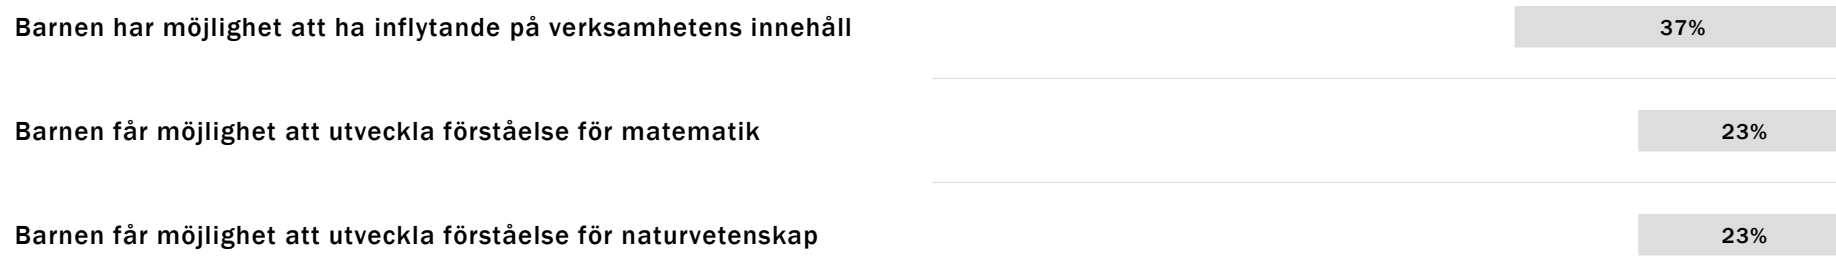 Barnen har möjlighet att ha inflytande på verksamhetens innehåll 37%
Barnen får möjlighet att utveckla förståelse för matematik 23%
Barnen får möjlighet att utveckla förståelse för naturvetenskap 23%